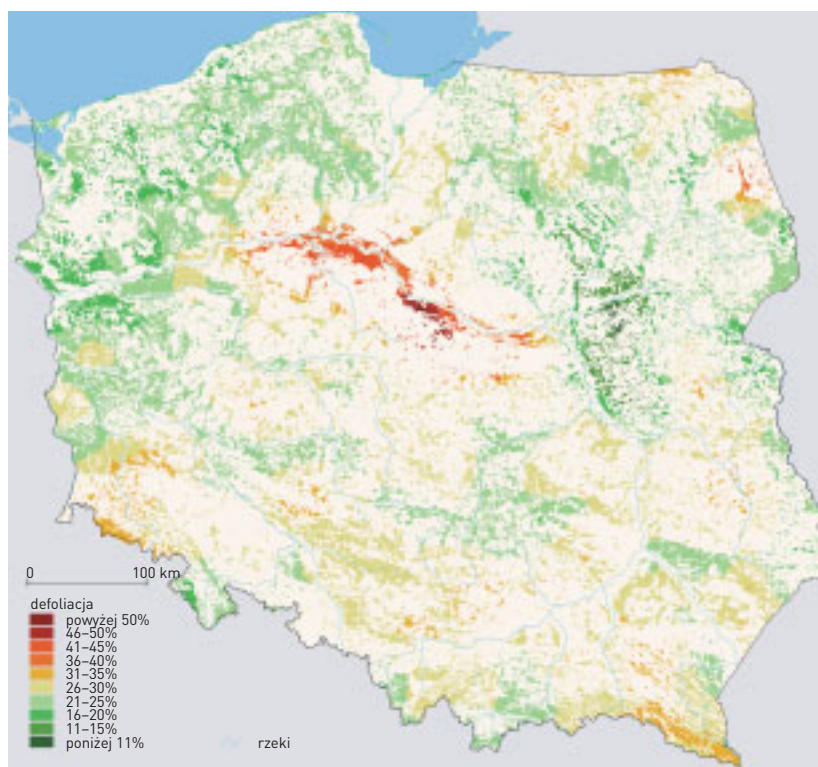 0 100 km
defoliacja
powyżej 50%
46–50%
41–45%
36–40%
31–35%
26–30%
21–25%
16–20%
11–15%
poniżej 11%
rzeki